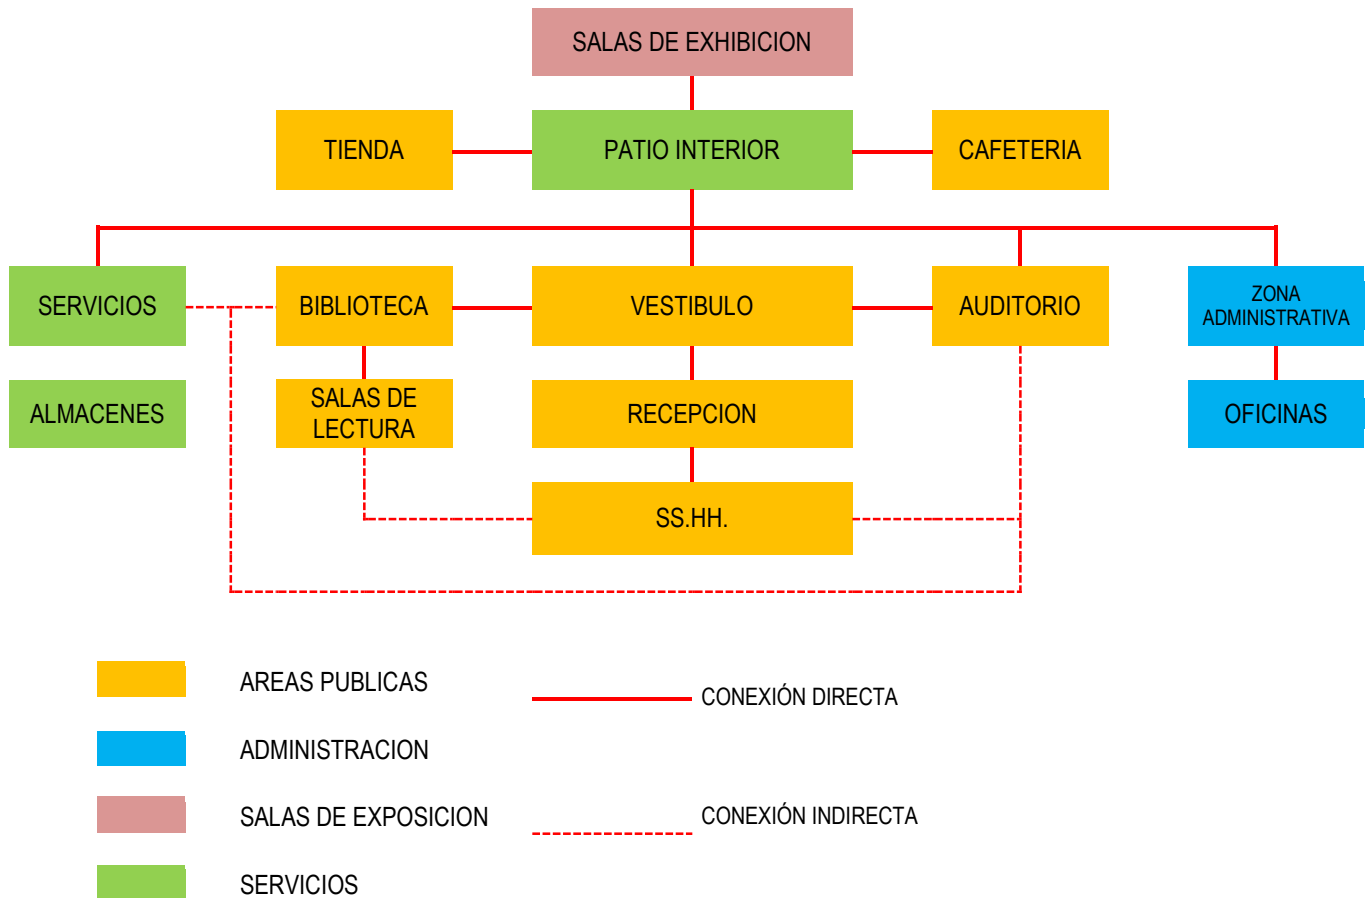 SALAS DE EXHIBICION
TIENDA
PATIO INTERIOR
CAFETERIA
SERVICIOS
BIBLIOTECA
VESTIBULO
AUDITORIO
ZONA
ADMINISTRATIVA
ALMACENES
SALAS DE
LECTURA
RECEPCION
OFICINAS
SS.HH.
AREAS PUBLICAS
CONEXIÓN DIRECTA
ADMINISTRACION
SALAS DE EXPOSICION
CONEXIÓN INDIRECTA
SERVICIOS